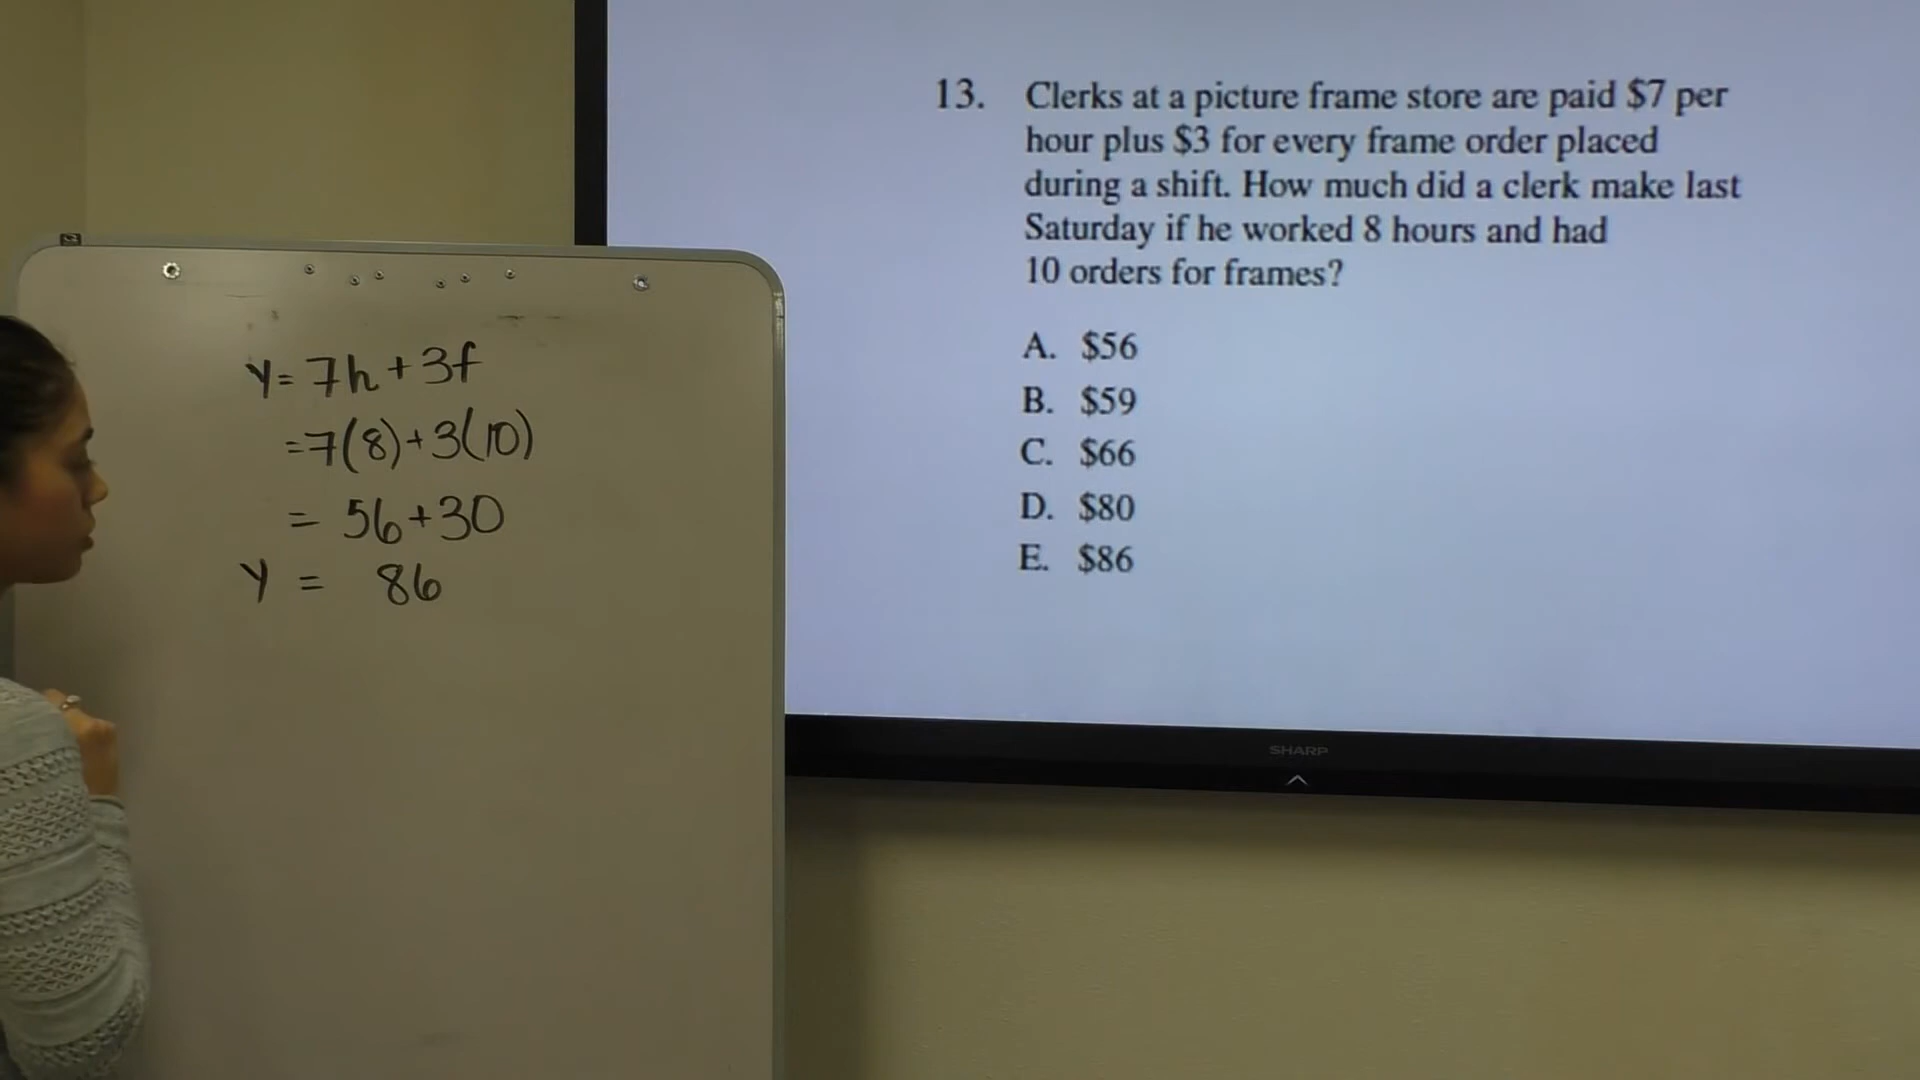 13. Clerks at a picture frame store are paid $7 per
hour plus $3 for every frame order placed
during a shift. How much did a clerk make last
Saturday if he worked 8 hours and had
10 orders for frames?
A. $56
B. $59
C. $66
D. $80
E. $86
Y = 7h + 3f
= 7(8) + 3(10)
= 56 + 30
Y = 86
SHARP